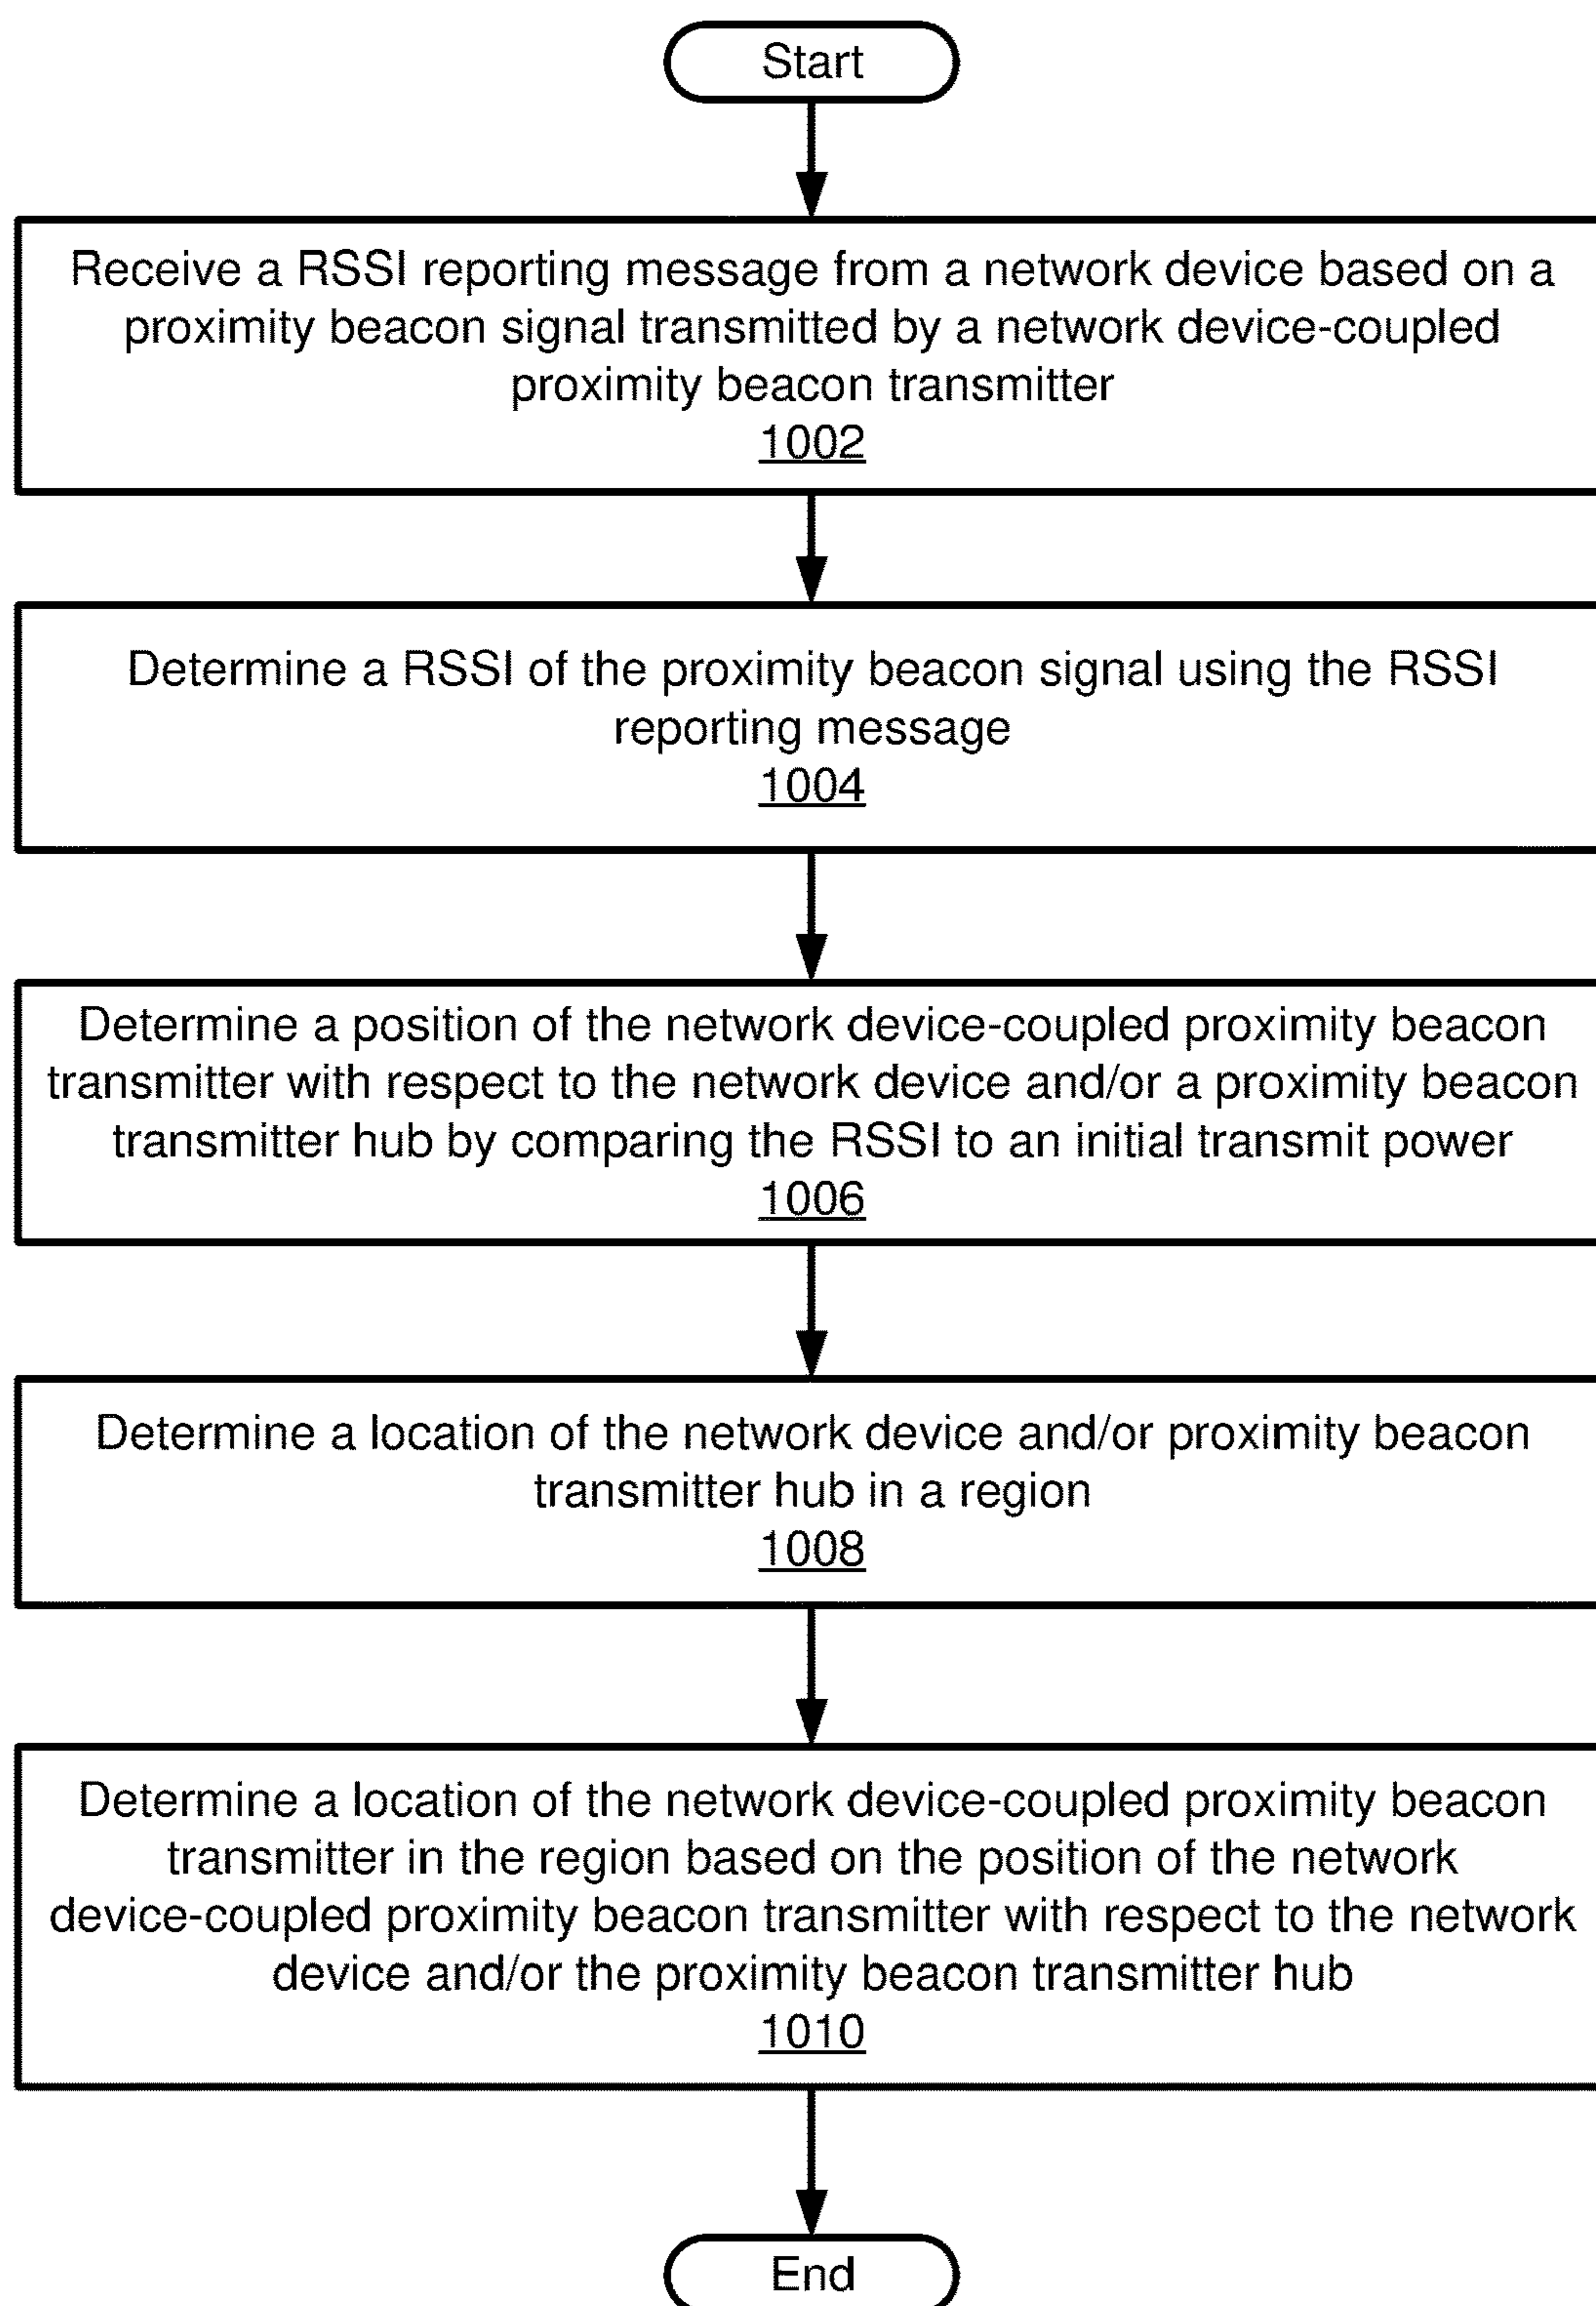 Start
Receive a RSSI reporting message from a network device based on a
proximity beacon signal transmitted by a network device-coupled
proximity beacon transmitter
1002
Determine a RSSI of the proximity beacon signal using the RSSI
reporting message
1004
Determine a position of the network device-coupled proximity beacon
transmitter with respect to the network device and/or a proximity beacon
transmitter hub by comparing the RSSI to an initial transmit power
1006
Determine a location of the network device and/or proximity beacon
transmitter hub in a region
1008
Determine a location of the network device-coupled proximity beacon
transmitter in the region based on the position of the network
device-coupled proximity beacon transmitter with respect to the network
device and/or the proximity beacon transmitter hub
1010
End